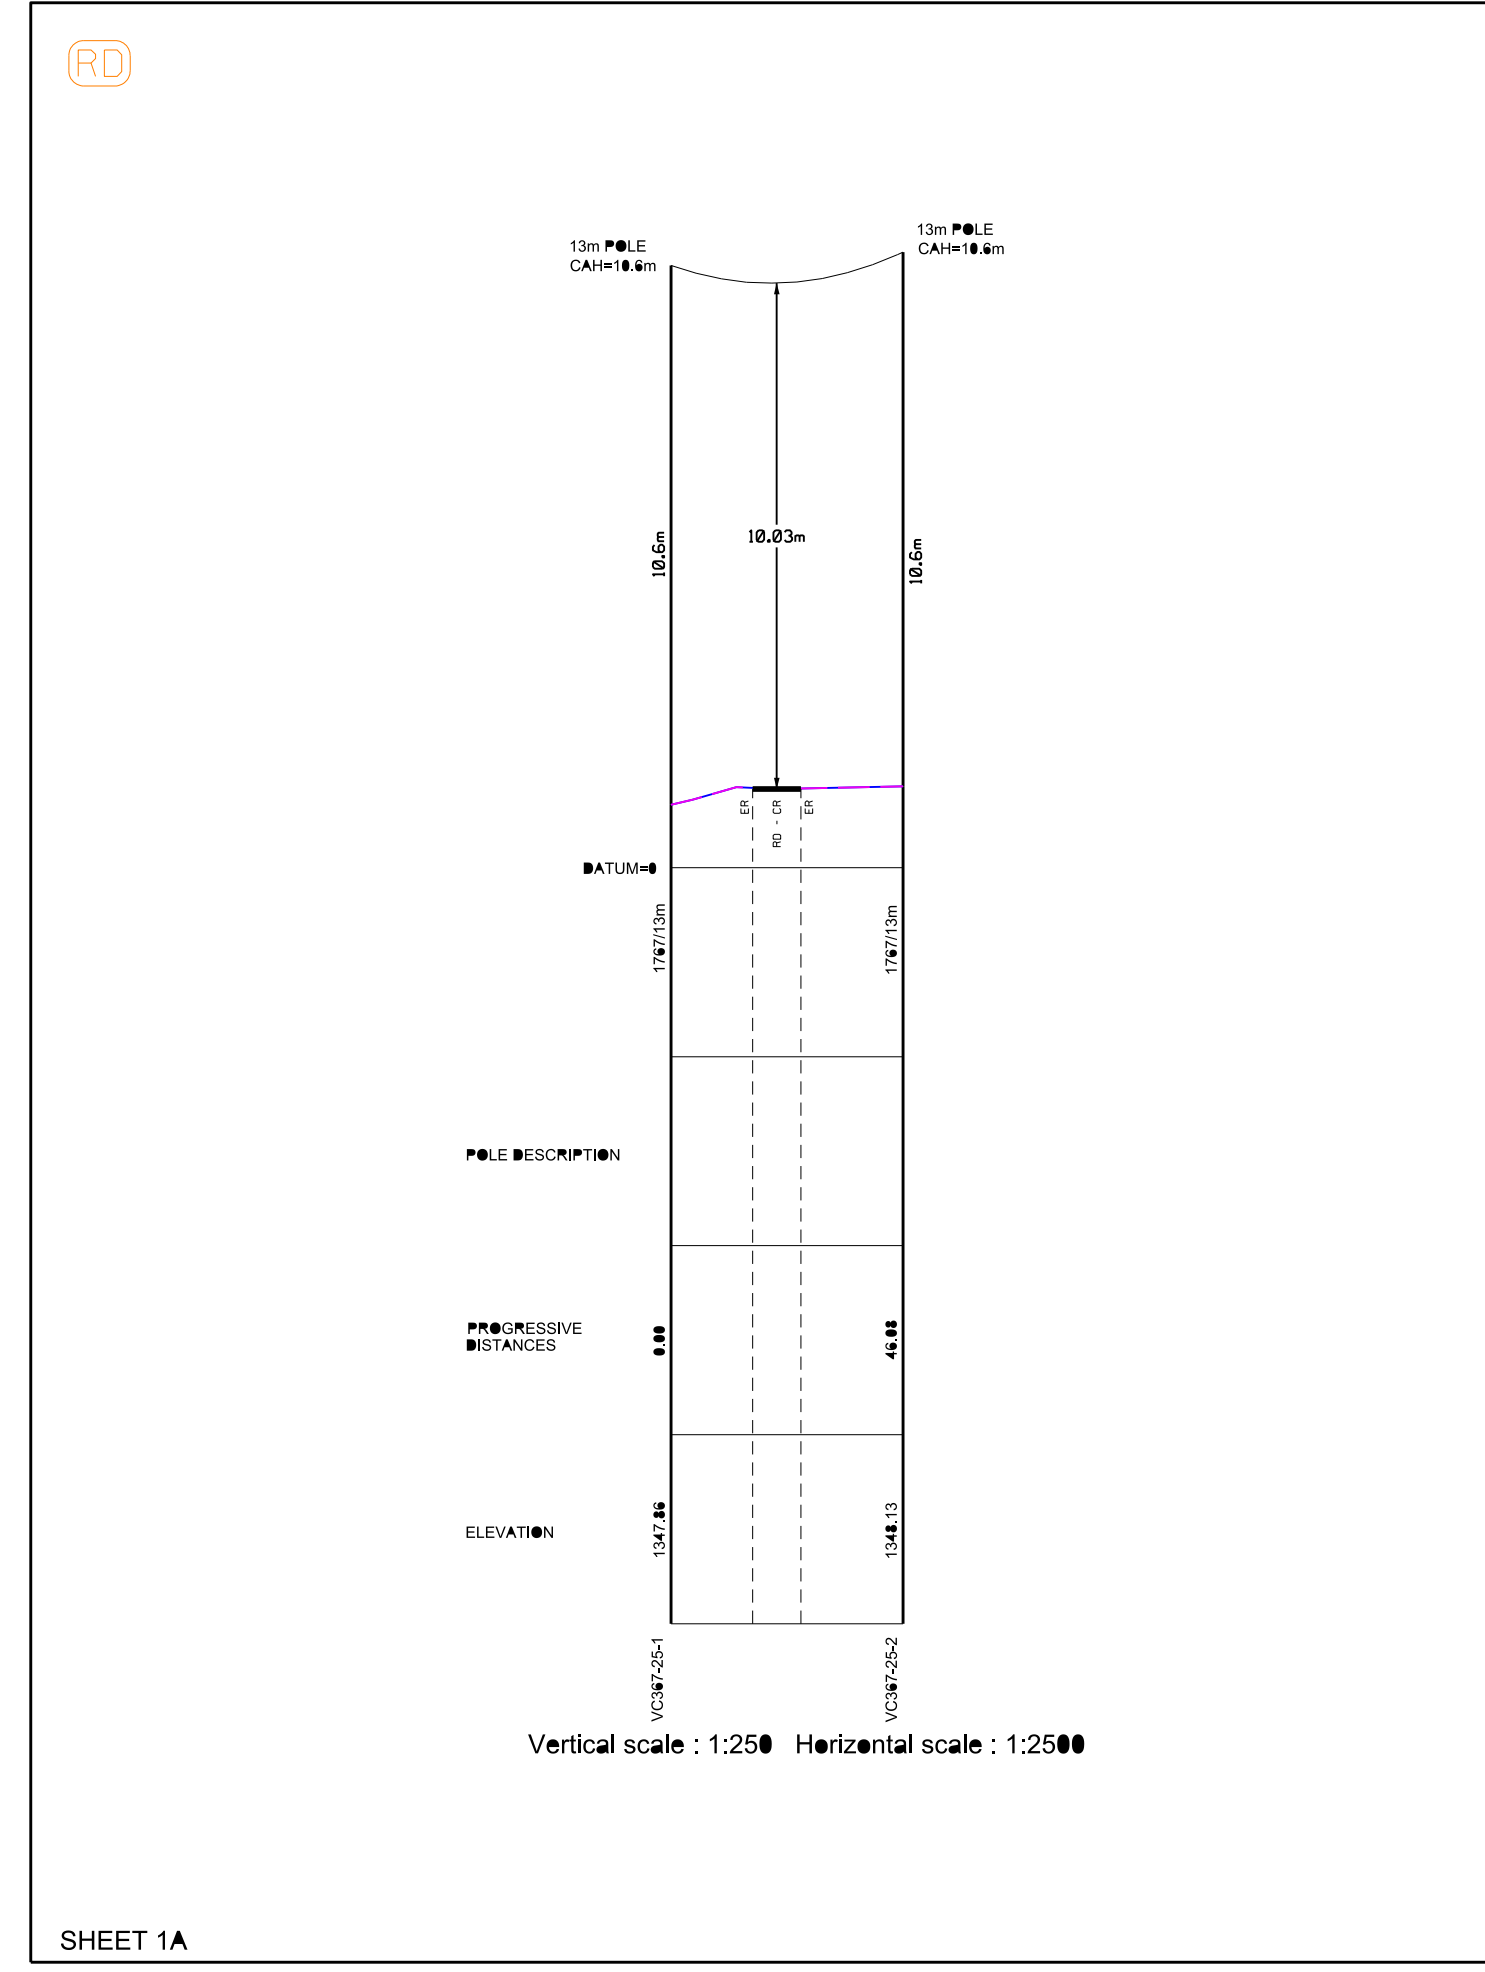 RD
13m POLE
CAH=10.6m
13m POLE
CAH=10.6m
10.6m
10.03m
10.6m
ER
RD - CR
ER
DATUM=0
1767/13m
1767/13m
POLE DESCRIPTION
PROGRESSIVE
DISTANCES
0.00
46.08
ELEVATION
1347.86
1348.13
VC367-25-1
VC367-25-2
Vertical scale : 1:250 Horizontal scale : 1:2500
SHEET 1A